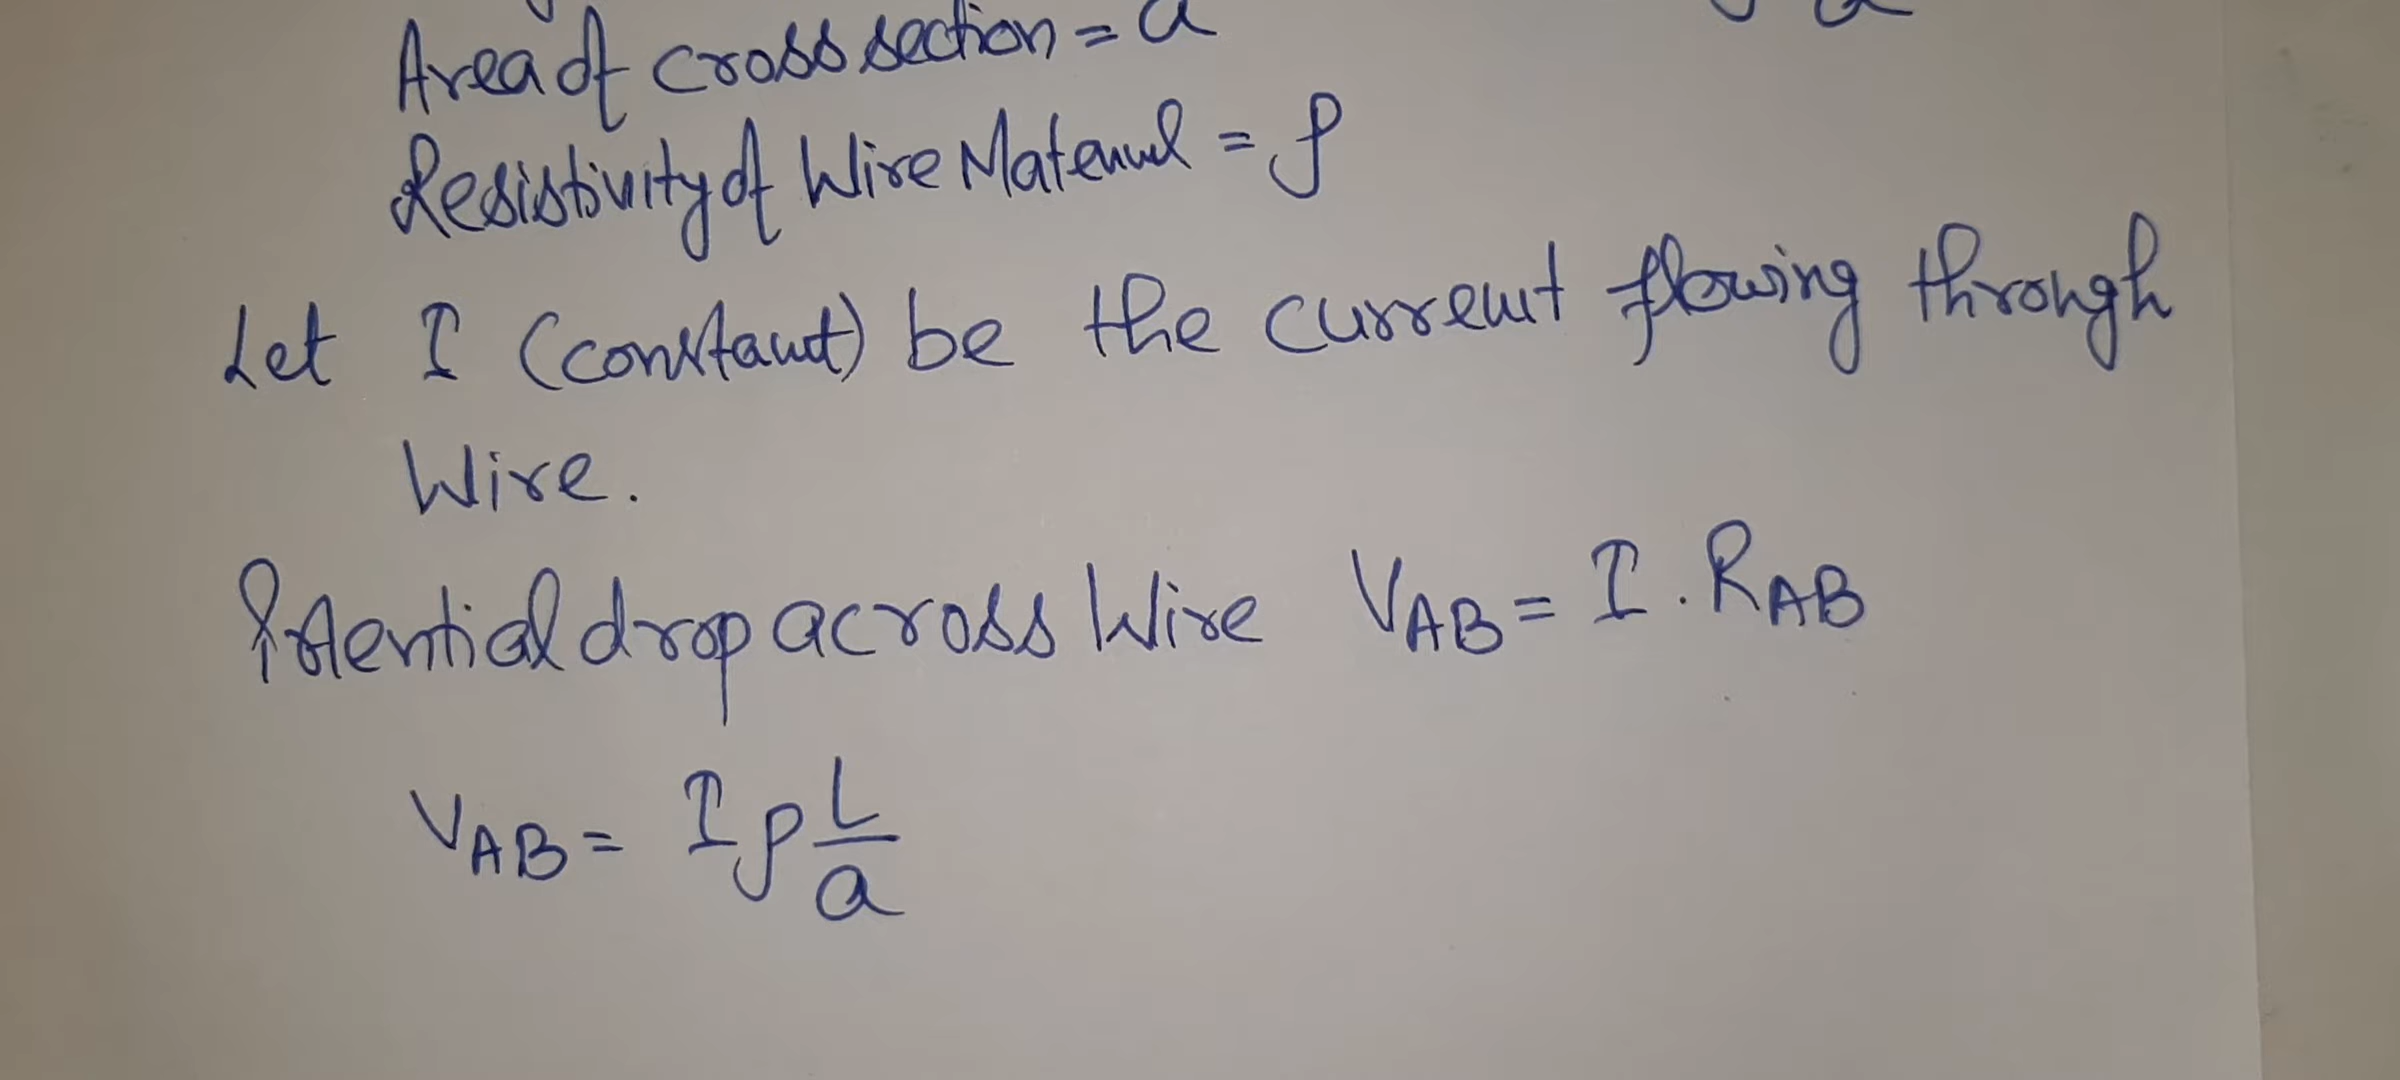 Area of cross section = a
Resistivity of Wire Material = ρ
Let I (constant) be the current flowing through
Wire.
Potential drop across Wire V_AB = I . R_AB
V_AB = I ρ L/a